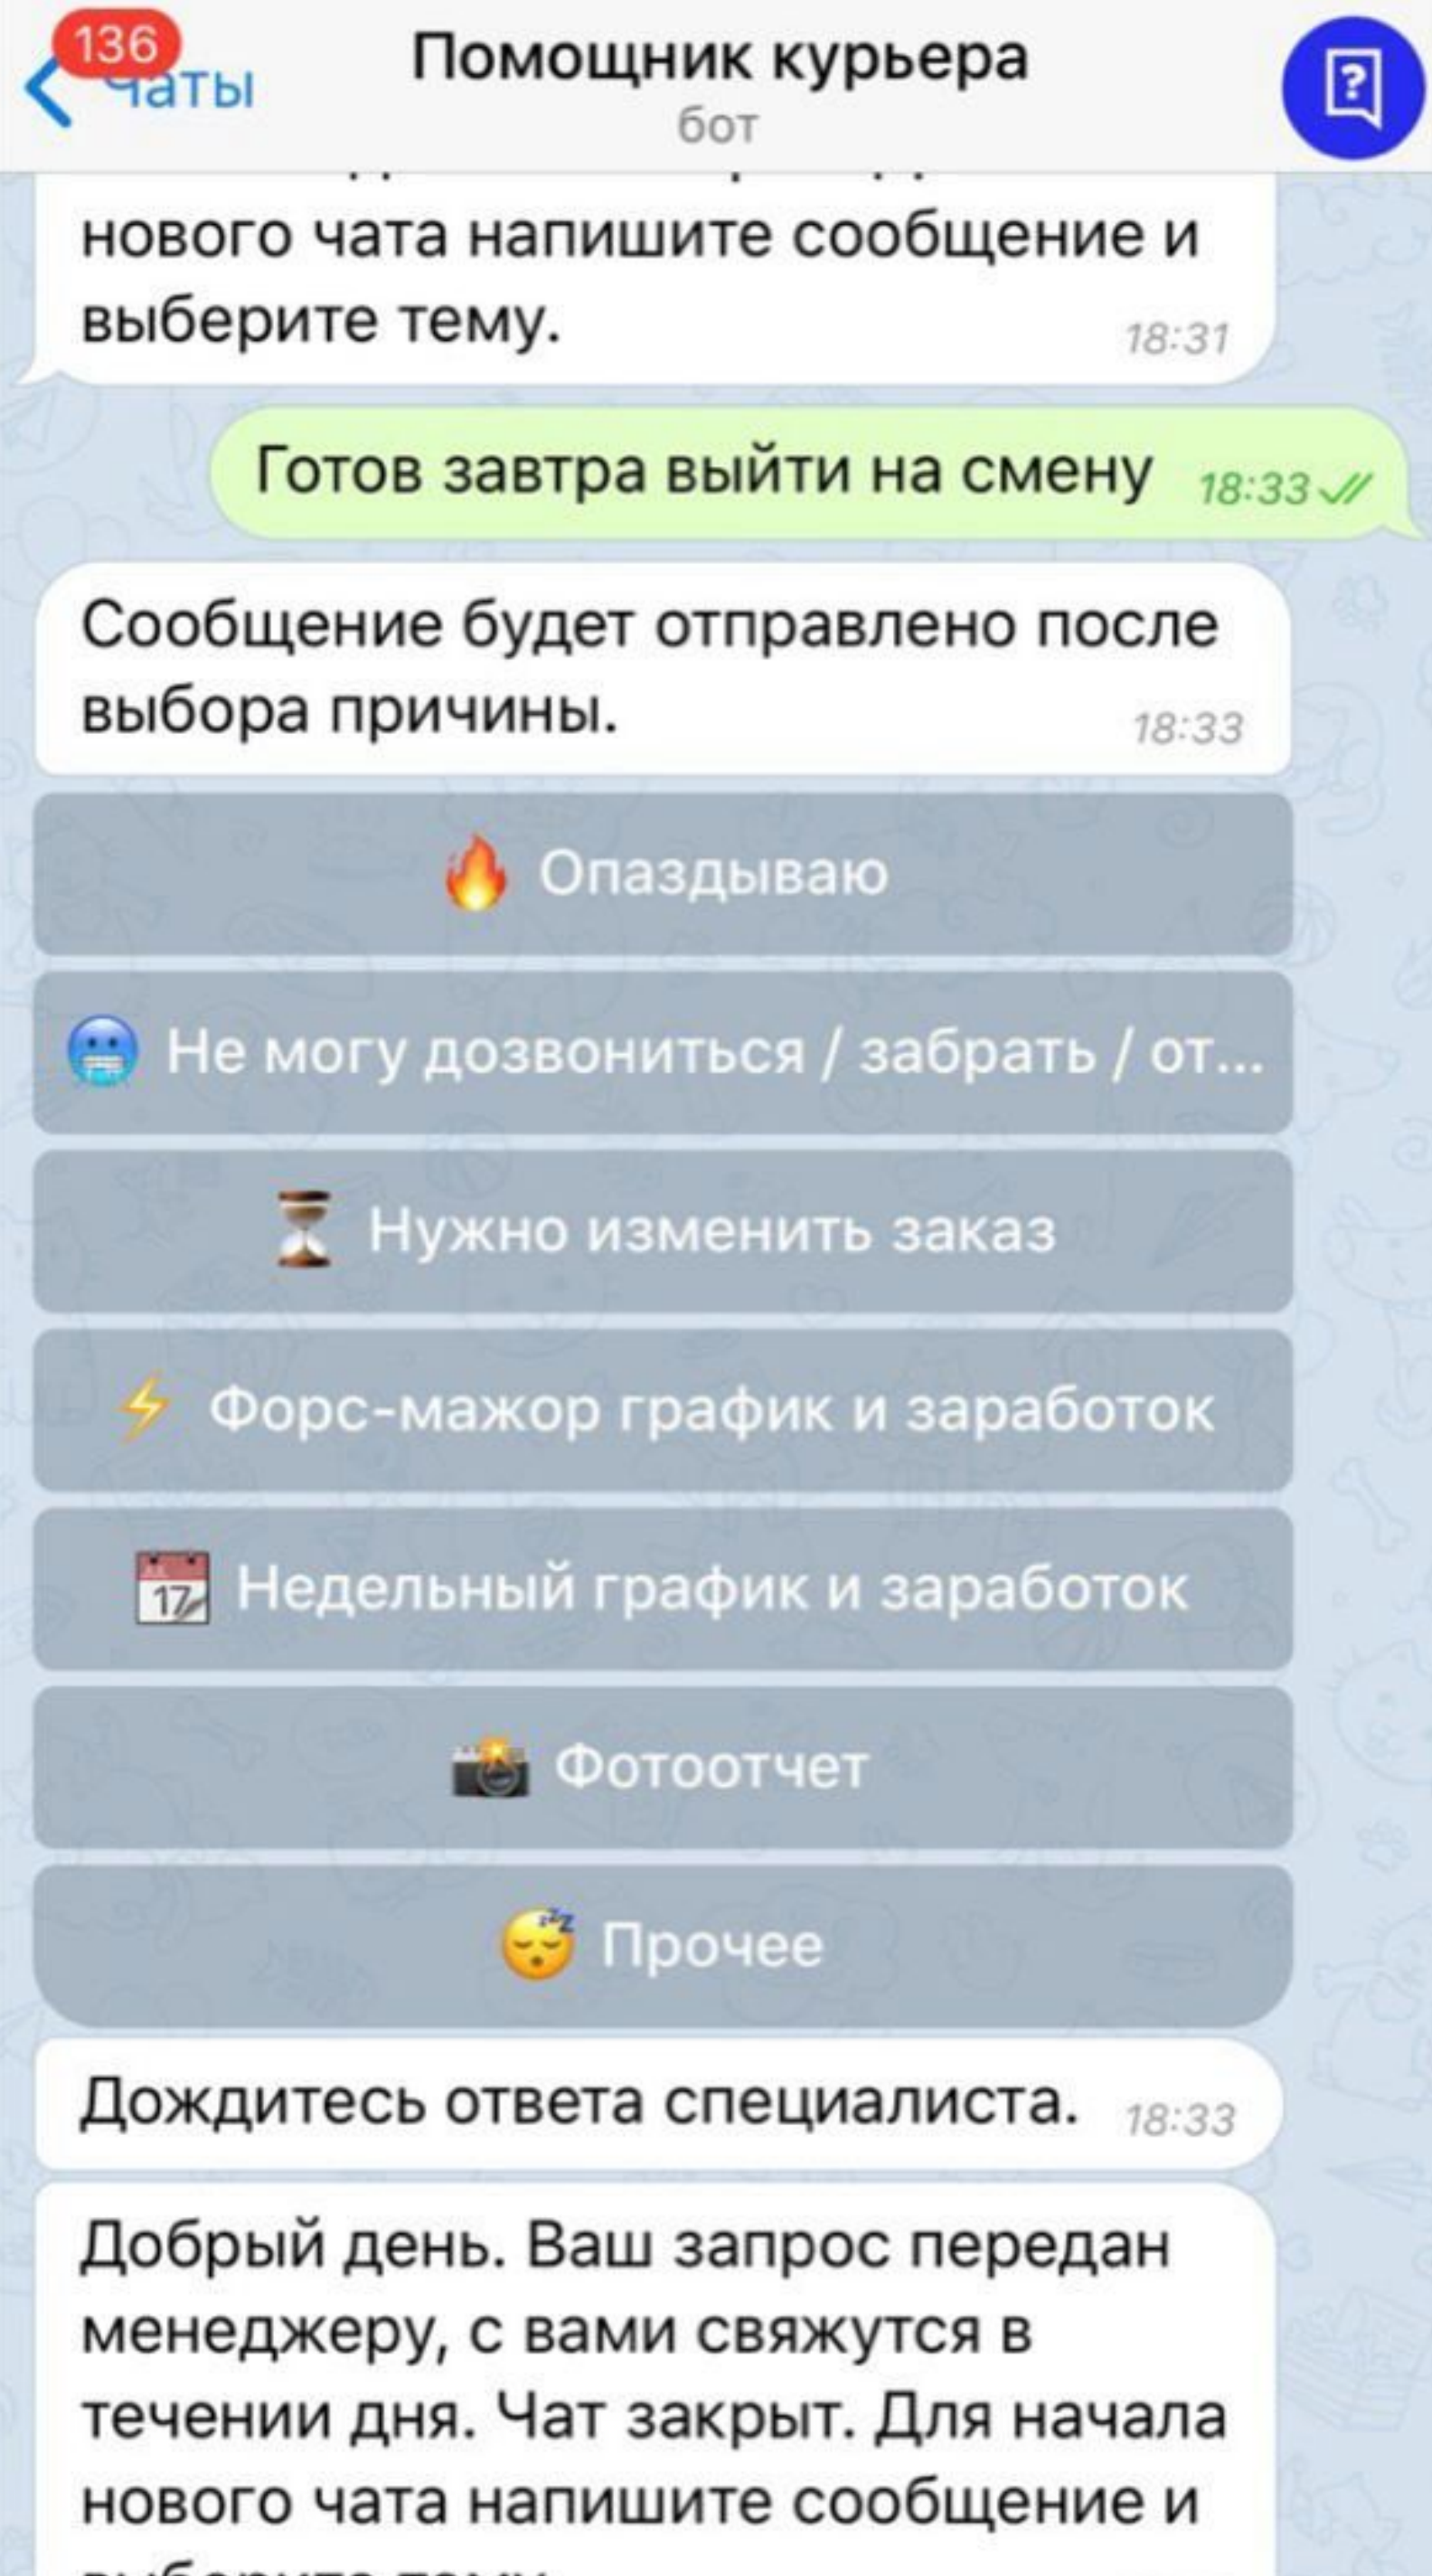 136
Чаты
Помощник курьера
бот
нового чата напишите сообщение и
выберите тему.
18:31
Готов завтра выйти на смену
18:33
Сообщение будет отправлено после
выбора причины.
18:33
🔥 Опаздываю
🥶 Не могу дозвониться / забрать / от...
⏳ Нужно изменить заказ
⚡ Форс-мажор график и заработок
📆 Недельный график и заработок
📸 Фотоотчет
😴 Прочее
Дождитесь ответа специалиста. 18:33
Добрый день. Ваш запрос передан
менеджеру, с вами свяжутся в
течении дня. Чат закрыт. Для начала
нового чата напишите сообщение и